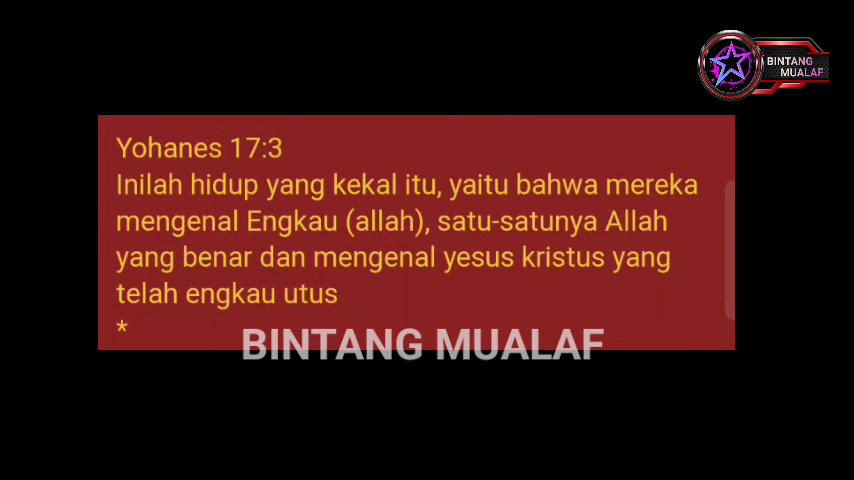 BINTANG
MUALAF
Yohanes 17:3
Inilah hidup yang kekal itu, yaitu bahwa mereka
mengenal Engkau (allah), satu-satunya Allah
yang benar dan mengenal yesus kristus yang
telah engkau utus
*
BINTANG MUALAF